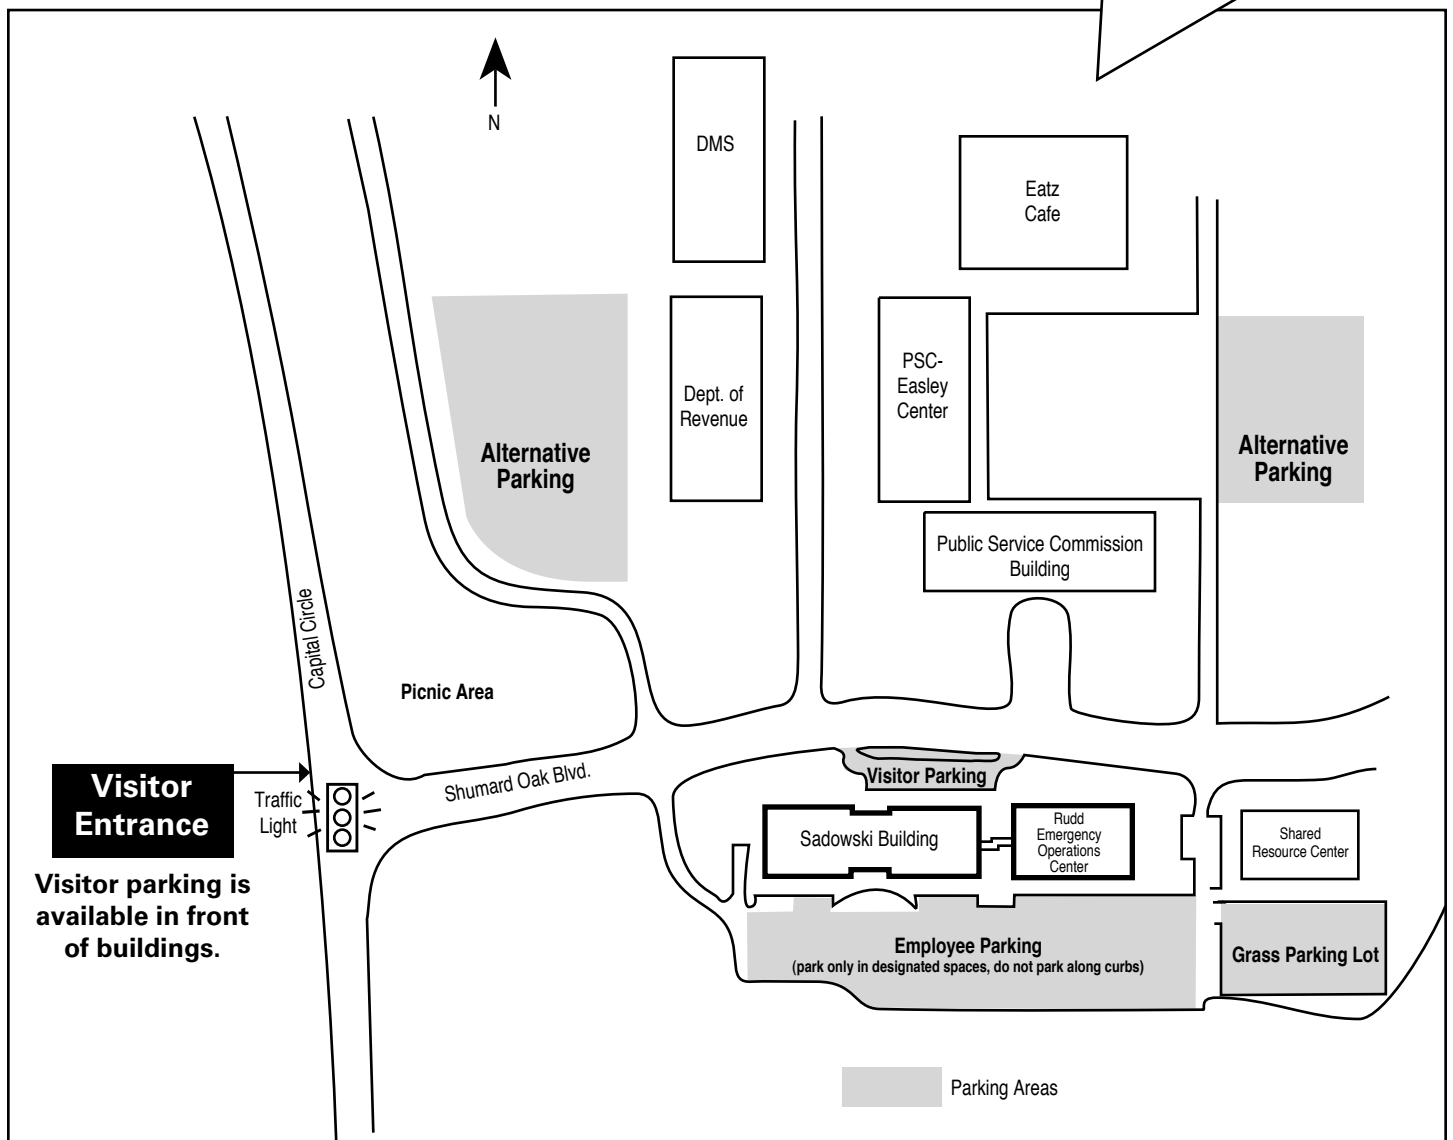 N
DMS
Eatz
Cafe
PSC-
Easley
Center
Dept. of
Revenue
Alternative
Parking
Alternative
Parking
Public Service Commission
Building
Capital Circle
Picnic Area
Shumard Oak Blvd.
Visitor
Entrance
Traffic
Light
Visitor parking is
available in front
of buildings.
Visitor Parking
Sadowski Building
Rudd
Emergency
Operations
Center
Shared
Resource Center
Employee Parking
(park only in designated spaces, do not park along curbs)
Grass Parking Lot
Parking Areas